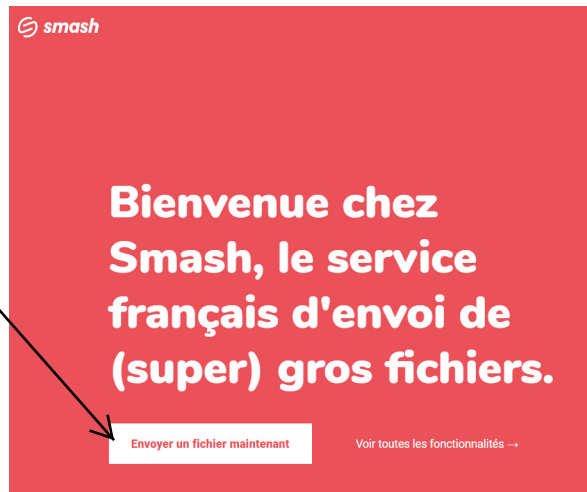 smash
Bienvenue chez
Smash, le service
français d'envoi de
(super) gros fichiers.
Envoyer un fichier maintenant
Voir toutes les fonctionnalités →